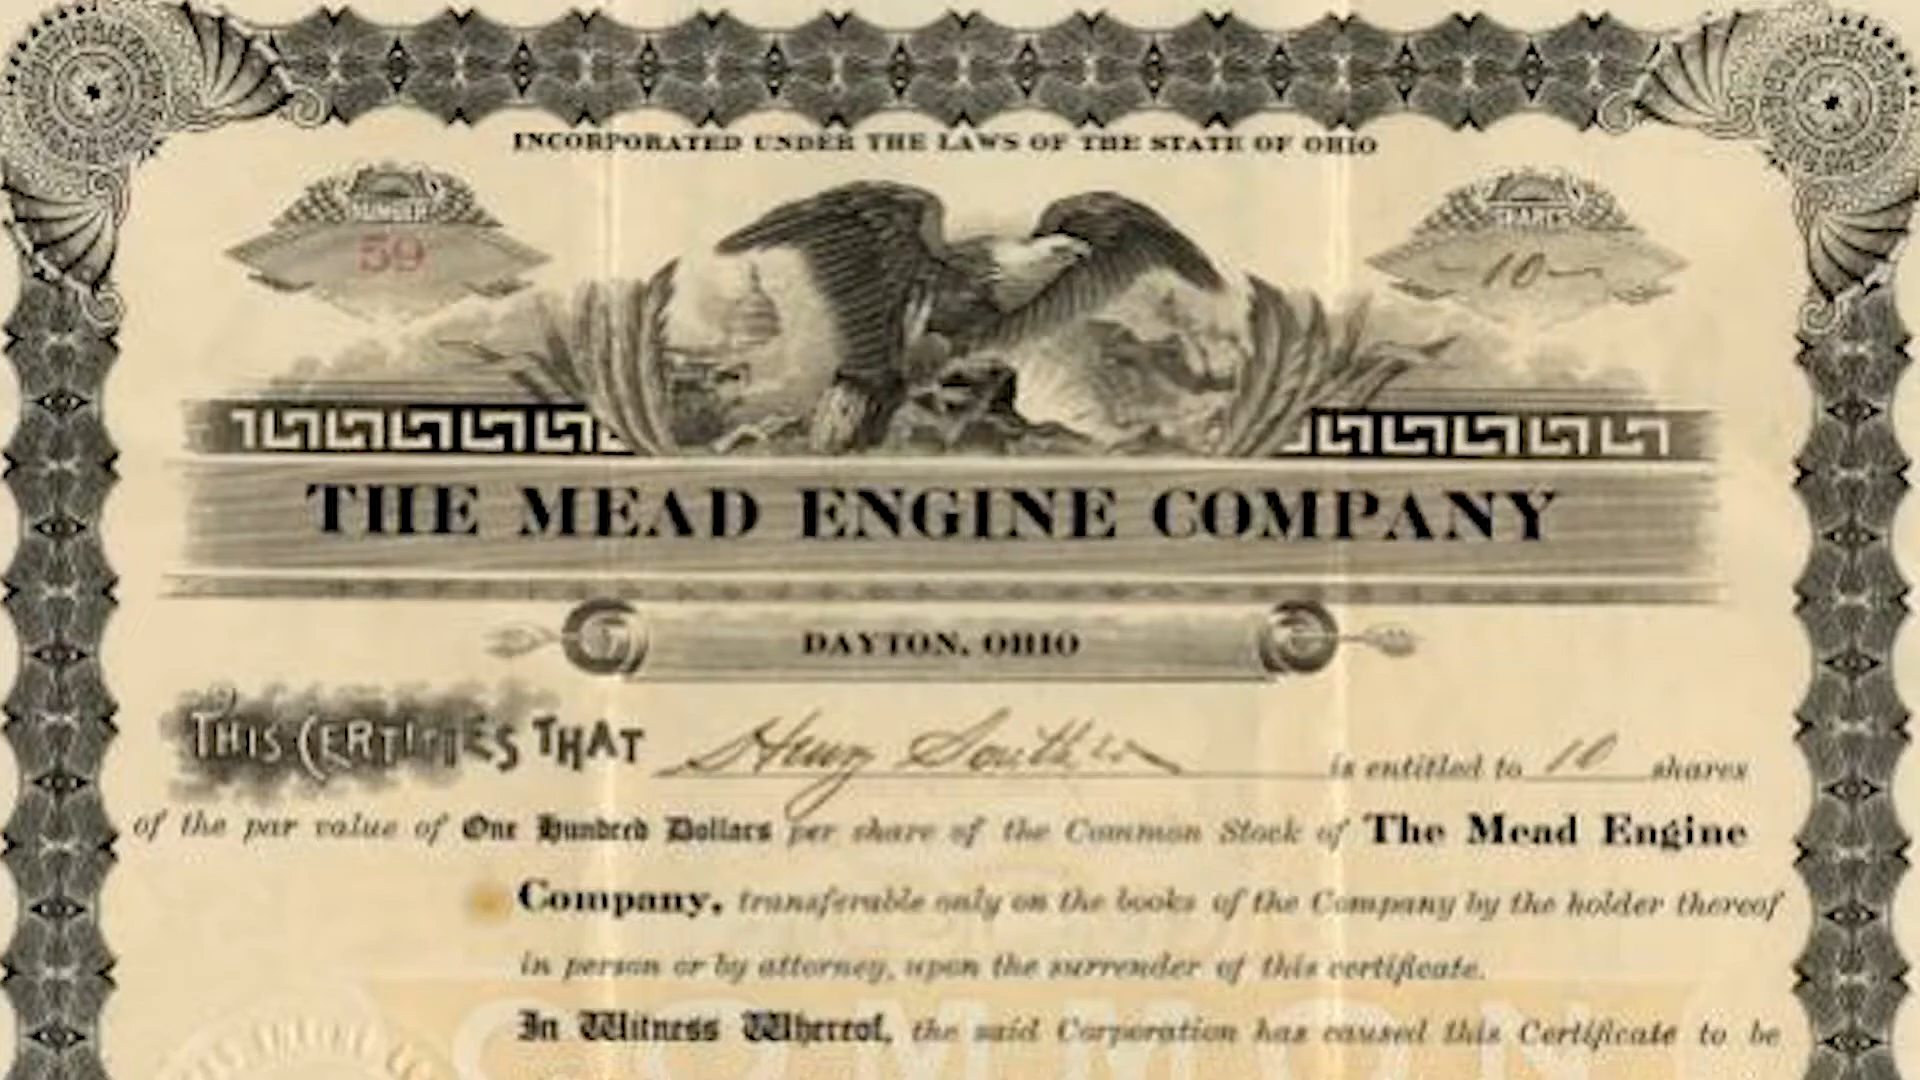 INCORPORATED UNDER THE LAWS OF THE STATE OF OHIO
NUMBER
59
SHARES
10
THE MEAD ENGINE COMPANY
DAYTON, OHIO
THIS CERTIFIES THAT Henry is entitled to 10 shares
of the par value of One Hundred Dollars per share of the Common Stock of The Mead Engine
Company, transferable only on the books of the Company by the holder thereof
in person or by attorney, upon the surrender of this certificate.
In Witness Whereof, the said Corporation has caused this Certificate to be
COMMON